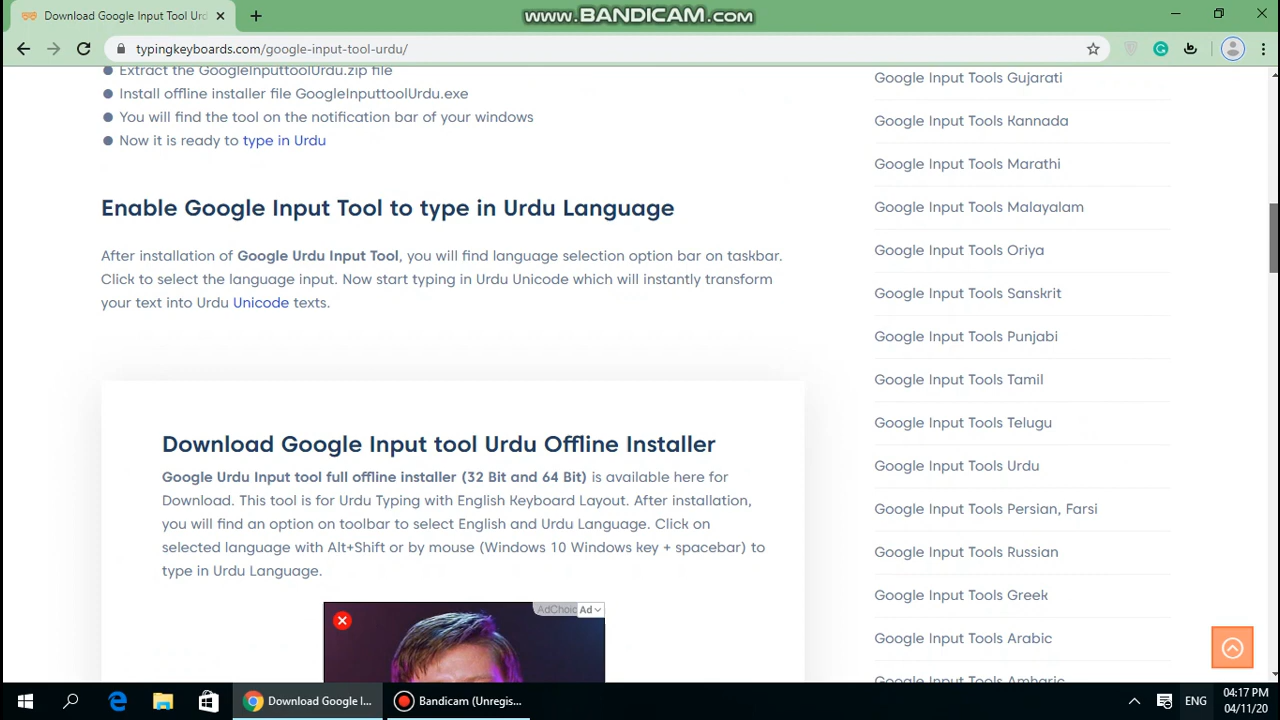 Download Google Input Tool Urd
www.BANDICAM.com
typingkeyboards.com/google-input-tool-urdu/
Extract the GoogleInputtoolUrdu.zip file
Install offline installer file GoogleInputtoolUrdu.exe
You will find the tool on the notification bar of your windows
Now it is ready to type in Urdu
Enable Google Input Tool to type in Urdu Language
After installation of Google Urdu Input Tool, you will find language selection option bar on taskbar.
Click to select the language input. Now start typing in Urdu Unicode which will instantly transform
your text into Urdu Unicode texts.
Download Google Input tool Urdu Offline Installer
Google Urdu Input tool full offline installer (32 Bit and 64 Bit) is available here for
Download. This tool is for Urdu Typing with English Keyboard Layout. After installation,
you will find an option on toolbar to select English and Urdu Language. Click on
selected language with Alt+Shift or by mouse (Windows 10 Windows key + spacebar) to
type in Urdu Language.
AdChoic Ad
Google Input Tools Gujarati
Google Input Tools Kannada
Google Input Tools Marathi
Google Input Tools Malayalam
Google Input Tools Oriya
Google Input Tools Sanskrit
Google Input Tools Punjabi
Google Input Tools Tamil
Google Input Tools Telugu
Google Input Tools Urdu
Google Input Tools Persian, Farsi
Google Input Tools Russian
Google Input Tools Greek
Google Input Tools Arabic
Google Input Tools Amharic
Download Google I...
Bandicam (Unregis...
ENG
04:17 PM
04/11/20